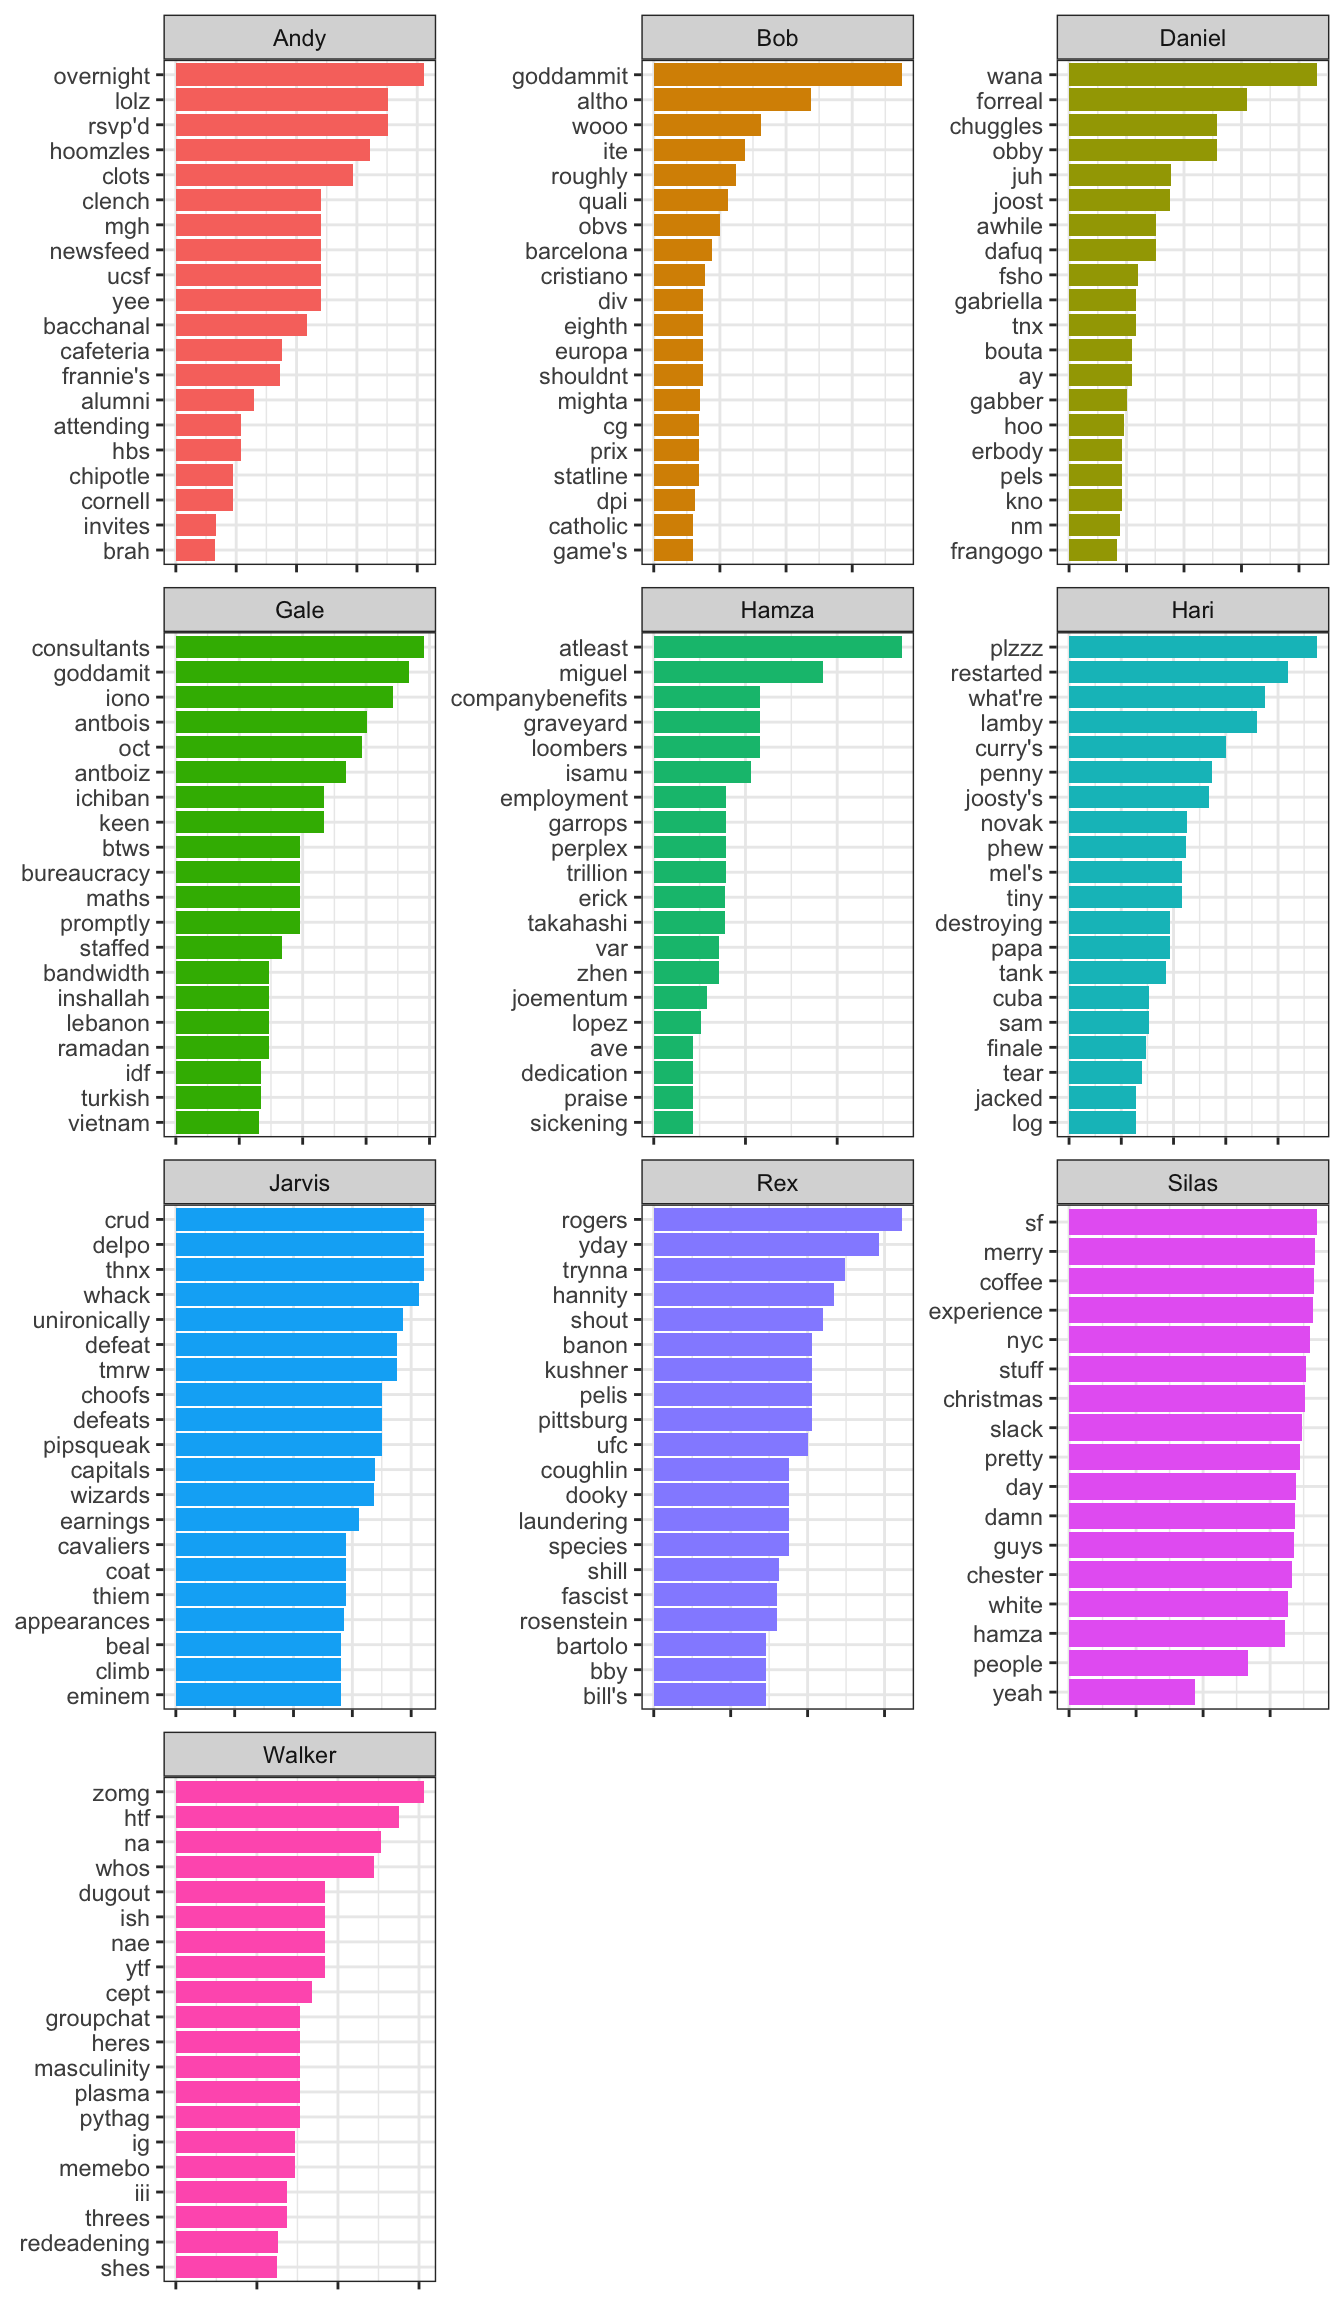 Andy
overnight
lolz
rsvp'd
hoomzles
clots
clench
mgh
newsfeed
ucsf
yee
bacchanal
cafeteria
frannie's
alumni
attending
hbs
chipotle
cornell
invites
brah
Bob
goddammit
altho
wooo
ite
roughly
quali
obvs
barcelona
cristiano
div
eighth
europa
shouldnt
mighta
cg
prix
statline
dpi
catholic
game's
Daniel
wana
forreal
chuggles
obby
juh
joost
awhile
dafuq
fsho
gabriella
tnx
bouta
ay
gabber
hoo
erbody
pels
kno
nm
frangogo
Gale
consultants
goddamit
iono
antbois
oct
antboiz
ichiban
keen
btws
bureaucracy
maths
promptly
staffed
bandwidth
inshallah
lebanon
ramadan
idf
turkish
vietnam
Hamza
atleast
miguel
companybenefits
graveyard
loombers
isamu
employment
garrops
perplex
trillion
erick
takahashi
var
zhen
joementum
lopez
ave
dedication
praise
sickening
Hari
plzzz
restarted
what're
lamby
curry's
penny
joosty's
novak
phew
mel's
tiny
destroying
papa
tank
cuba
sam
finale
tear
jacked
log
Jarvis
crud
delpo
thnx
whack
unironically
defeat
tmrw
choofs
defeats
pipsqueak
capitals
wizards
earnings
cavaliers
coat
thiem
appearances
beal
climb
eminem
Rex
rogers
yday
trynna
hannity
shout
banon
kushner
pelis
pittsburg
ufc
coughlin
dooky
laundering
species
shill
fascist
rosenstein
bartolo
bby
bill's
Silas
sf
merry
coffee
experience
nyc
stuff
christmas
slack
pretty
day
damn
guys
chester
white
hamza
people
yeah
Walker
zomg
htf
na
whos
dugout
ish
nae
ytf
cept
groupchat
heres
masculinity
plasma
pythag
ig
memebo
iii
threes
redeadening
shes